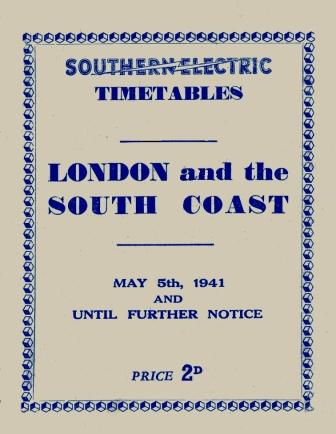 SOUTHERN ELECTRIC
TIMETABLES
LONDON and the
SOUTH COAST
MAY 5th, 1941
AND
UNTIL FURTHER NOTICE
PRICE 2D